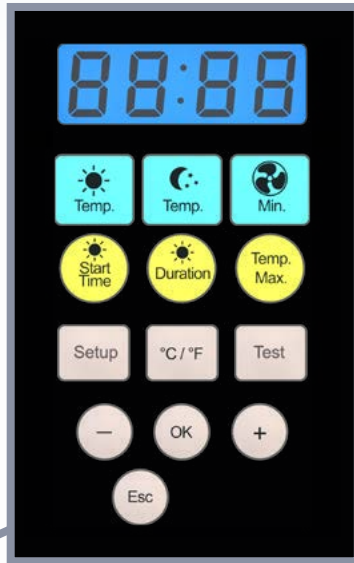 88:88
Temp.
Temp.
Min.
Start
Time
Duration
Temp.
Max.
Setup
°C / °F
Test
−
OK
+
Esc